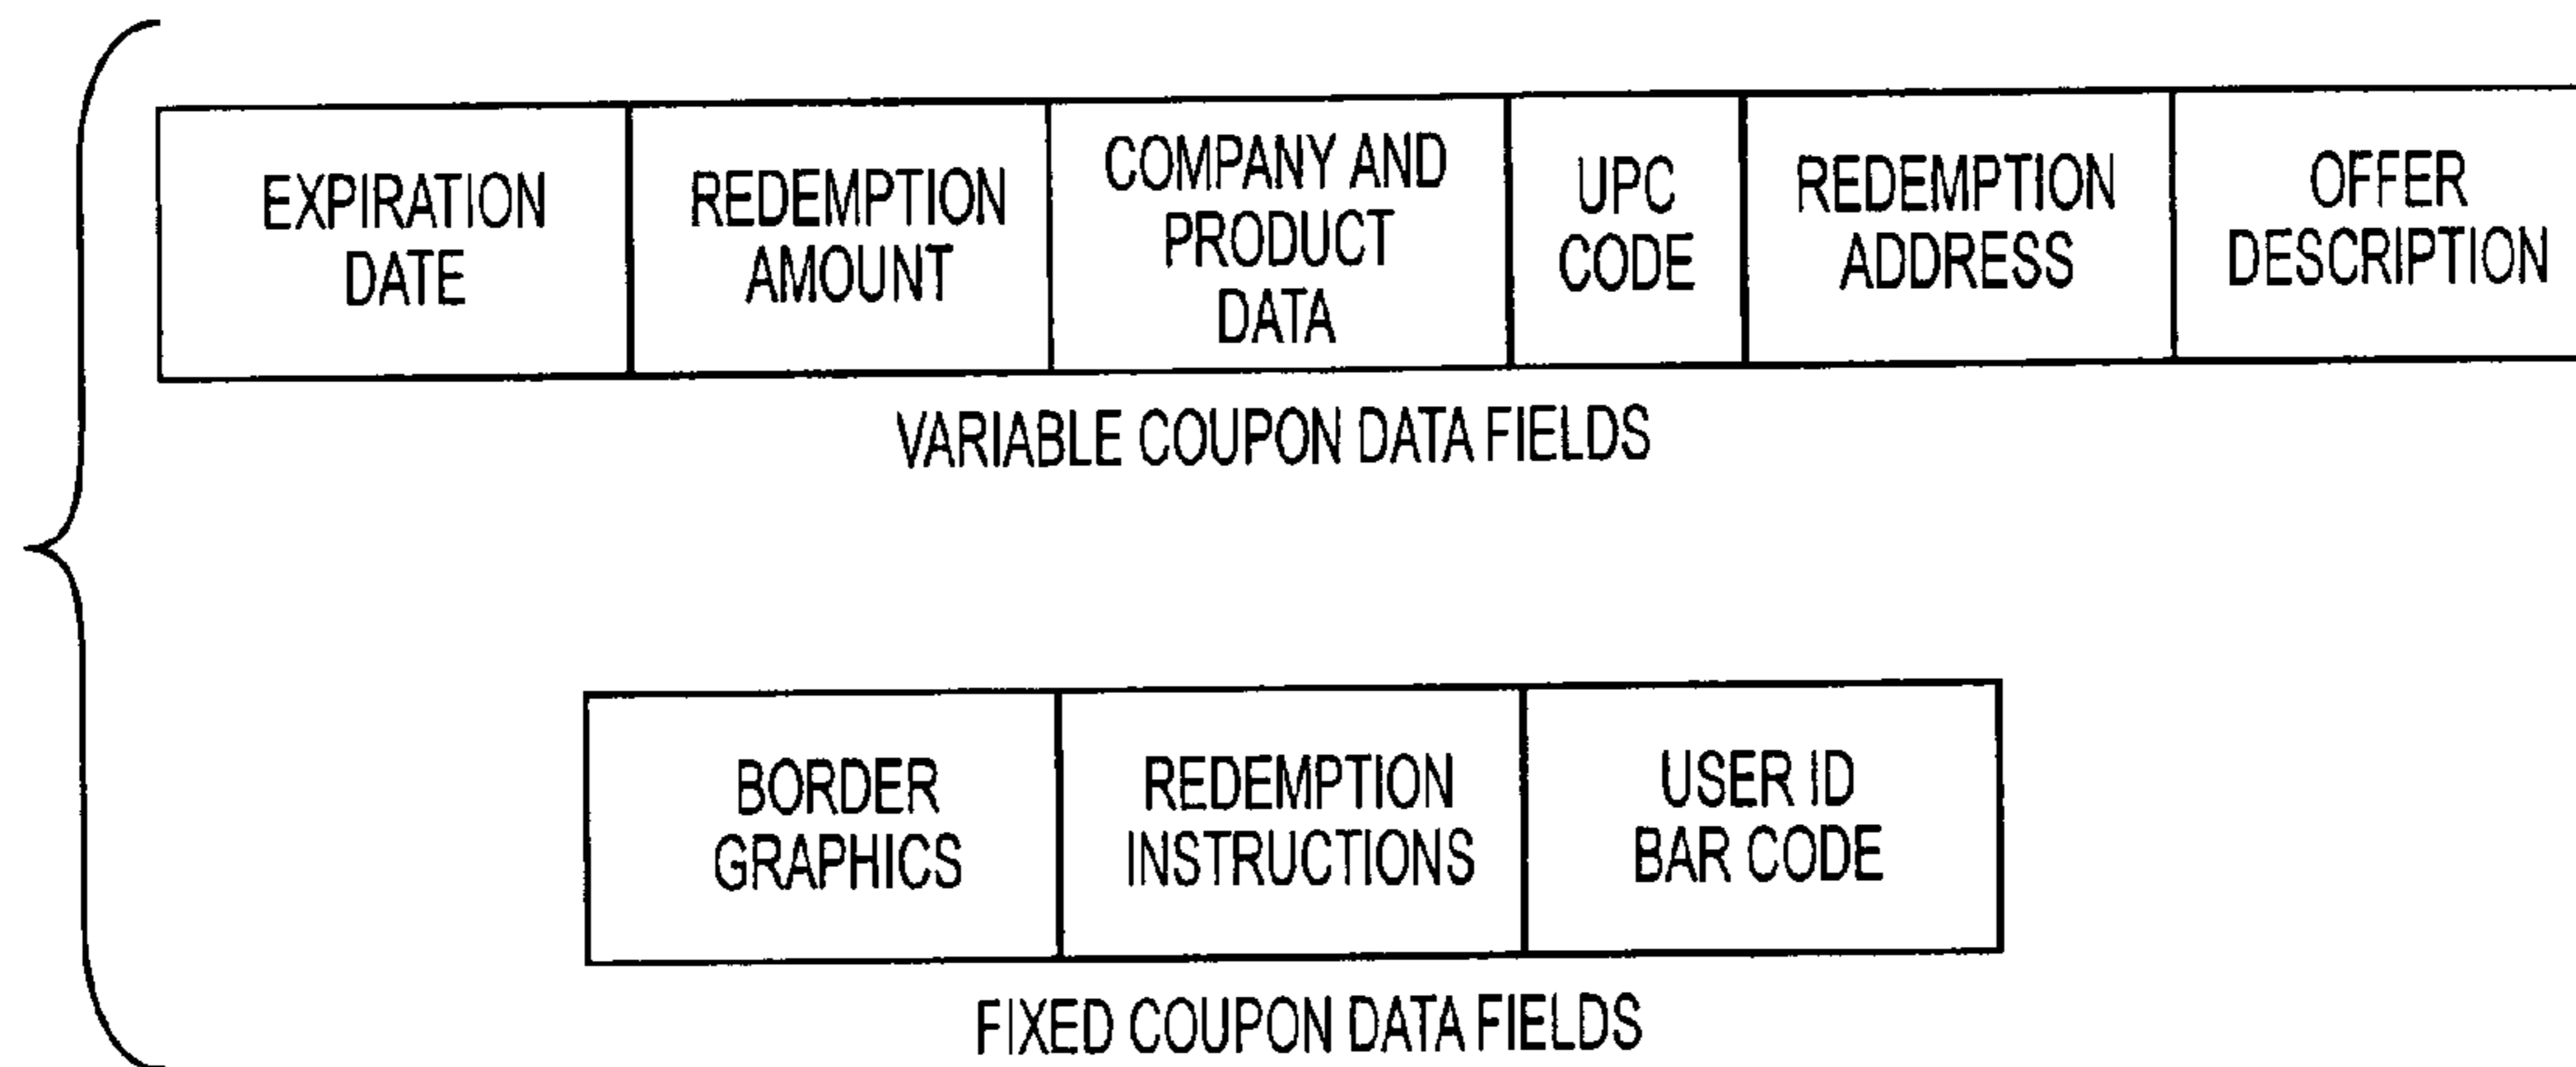 EXPIRATION
DATE
REDEMPTION
AMOUNT
COMPANY AND
PRODUCT
DATA
UPC
CODE
REDEMPTION
ADDRESS
OFFER
DESCRIPTION
VARIABLE COUPON DATA FIELDS
BORDER
GRAPHICS
REDEMPTION
INSTRUCTIONS
USER ID
BAR CODE
FIXED COUPON DATA FIELDS